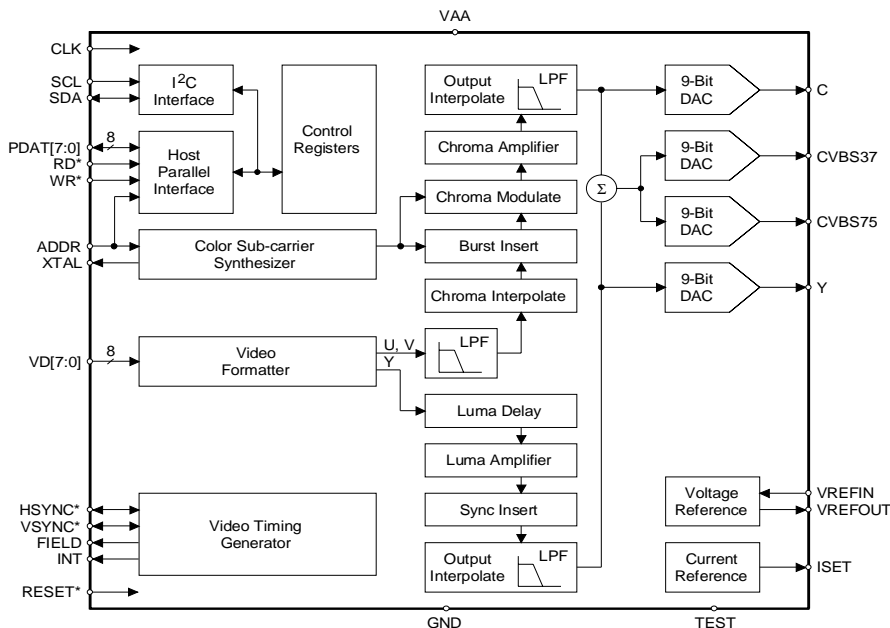 VAA
CLK
SCL
SDA
I2C
Interface
Control
Registers
PDAT[7:0]
8
RD*
WR*
Host
Parallel
Interface
ADDR
XTAL
Color Sub-carrier
Synthesizer
VD[7:0]
8
Video
Formatter
U, V
Y
HSYNC*
VSYNC*
FIELD
INT
Video Timing
Generator
RESET*
Output
Interpolate
LPF
Chroma Amplifier
Chroma Modulate
Burst Insert
Chroma Interpolate
LPF
Luma Delay
Luma Amplifier
Sync Insert
Output
Interpolate
LPF
Σ
9-Bit
DAC
C
9-Bit
DAC
CVBS37
9-Bit
DAC
CVBS75
9-Bit
DAC
Y
Voltage
Reference
VREFIN
VREFOUT
Current
Reference
ISET
GND
TEST